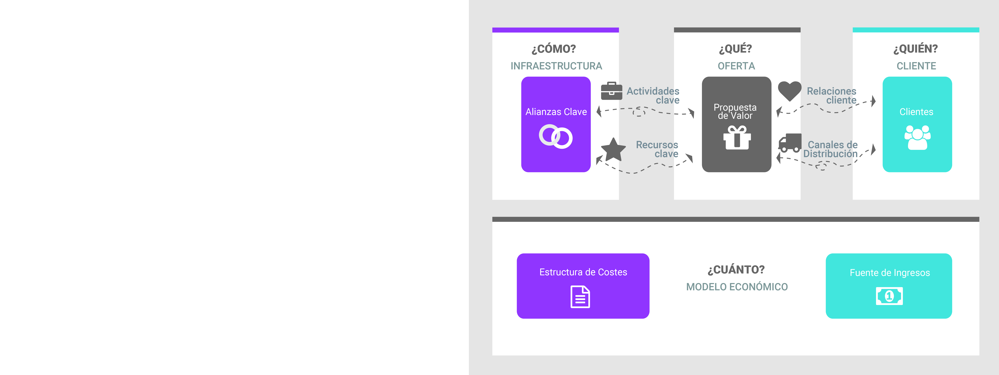 ¿CÓMO?
INFRAESTRUCTURA
Alianzas Clave
Actividades
clave
Recursos
clave
¿QUÉ?
OFERTA
Propuesta
de Valor
Relaciones
cliente
Canales de
Distribución
¿QUIÉN?
CLIENTE
Clientes
Estructura de Costes
¿CUÁNTO?
MODELO ECONÓMICO
Fuente de Ingresos
1